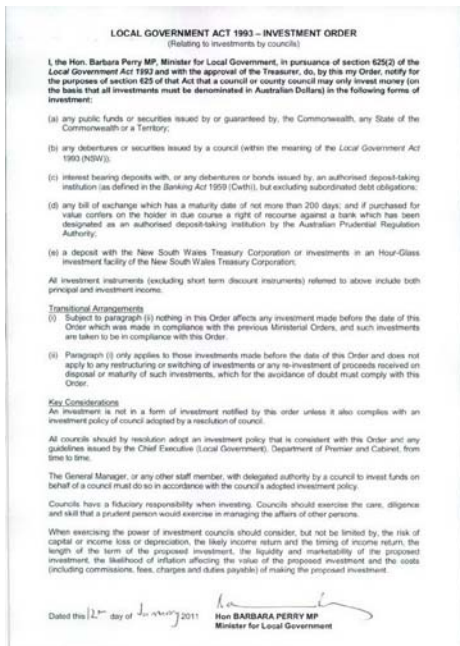 LOCAL GOVERNMENT ACT 1993 – INVESTMENT ORDER
(Relating to investments by councils)
I, the Hon. Barbara Perry MP, Minister for Local Government, in pursuance of section 625(2) of the
Local Government Act 1993 and with the approval of the Treasurer, do, by this my Order, notify for
the purposes of section 625 of that Act that a council or county council may only invest money (on
the basis that all investments must be denominated in Australian Dollars) in the following forms of
investment:
(a) any public funds or securities issued by or guaranteed by, the Commonwealth, any State of the
Commonwealth or a Territory;
(b) any debentures or securities issued by a council (within the meaning of the Local Government Act
1993 (NSW));
(c) interest bearing deposits with, or any debentures or bonds issued by, an authorised deposit-taking
institution (as defined in the Banking Act 1959 (Cwth)), but excluding subordinated debt obligations;
(d) any bill of exchange which has a maturity date of not more than 200 days; and if purchased for
value confers on the holder in due course a right of recourse against a bank which has been
designated as an authorised deposit-taking institution by the Australian Prudential Regulation
Authority;
(e) a deposit with the New South Wales Treasury Corporation or investments in an Hour-Glass
investment facility of the New South Wales Treasury Corporation;
All investment instruments (excluding short term discount instruments) referred to above include both
principal and investment income.
Transitional Arrangements
(i) Subject to paragraph (ii) nothing in this Order affects any investment made before the date of this
Order which was made in compliance with the previous Ministerial Orders, and such investments
are taken to be in compliance with this Order.
(ii) Paragraph (i) only applies to those investments made before the date of this Order and does not
apply to any restructuring or switching of investments or any re-investment of proceeds received on
disposal or maturity of such investments, which for the avoidance of doubt must comply with this
Order.
Key Considerations
An investment is not in a form of investment notified by this order unless it also complies with an
investment policy of council adopted by a resolution of council.
All councils should by resolution adopt an investment policy that is consistent with this Order and any
guidelines issued by the Chief Executive (Local Government), Department of Premier and Cabinet, from
time to time.
The General Manager, or any other staff member, with delegated authority by a council to invest funds on
behalf of a council must do so in accordance with the council's adopted investment policy.
Councils have a fiduciary responsibility when investing. Councils should exercise the care, diligence
and skill that a prudent person would exercise in managing the affairs of other persons.
When exercising the power of investment councils should consider, but not be limited by, the risk of
capital or income loss or depreciation, the likely income return and the timing of income return, the
length of the term of the proposed investment, the liquidity and marketability of the proposed
investment, the likelihood of inflation affecting the value of the proposed investment and the costs
(including commissions, fees, charges and duties payable) of making the proposed investment.
Dated this 12th day of January 2011
Hon BARBARA PERRY MP
Minister for Local Government